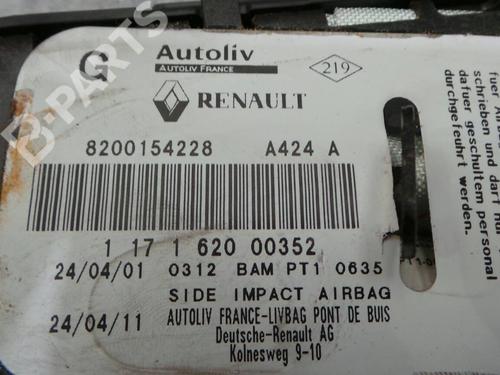 G
Autoliv
AUTOLIV FRANCE
219
RENAULT
8200154228 A424 A
1 17 1 620 00352
24/04/01 0312 BAM PT1 0635
SIDE IMPACT AIRBAG
24/04/11 AUTOLIV FRANCE-LIVBAG PONT DE BUIS
Deutsche-Renault AG
Kolnesweg 9-10
B-PARTS
schrieben und darf nur
dafuer geschultem personal
durchgefuehrt werden.